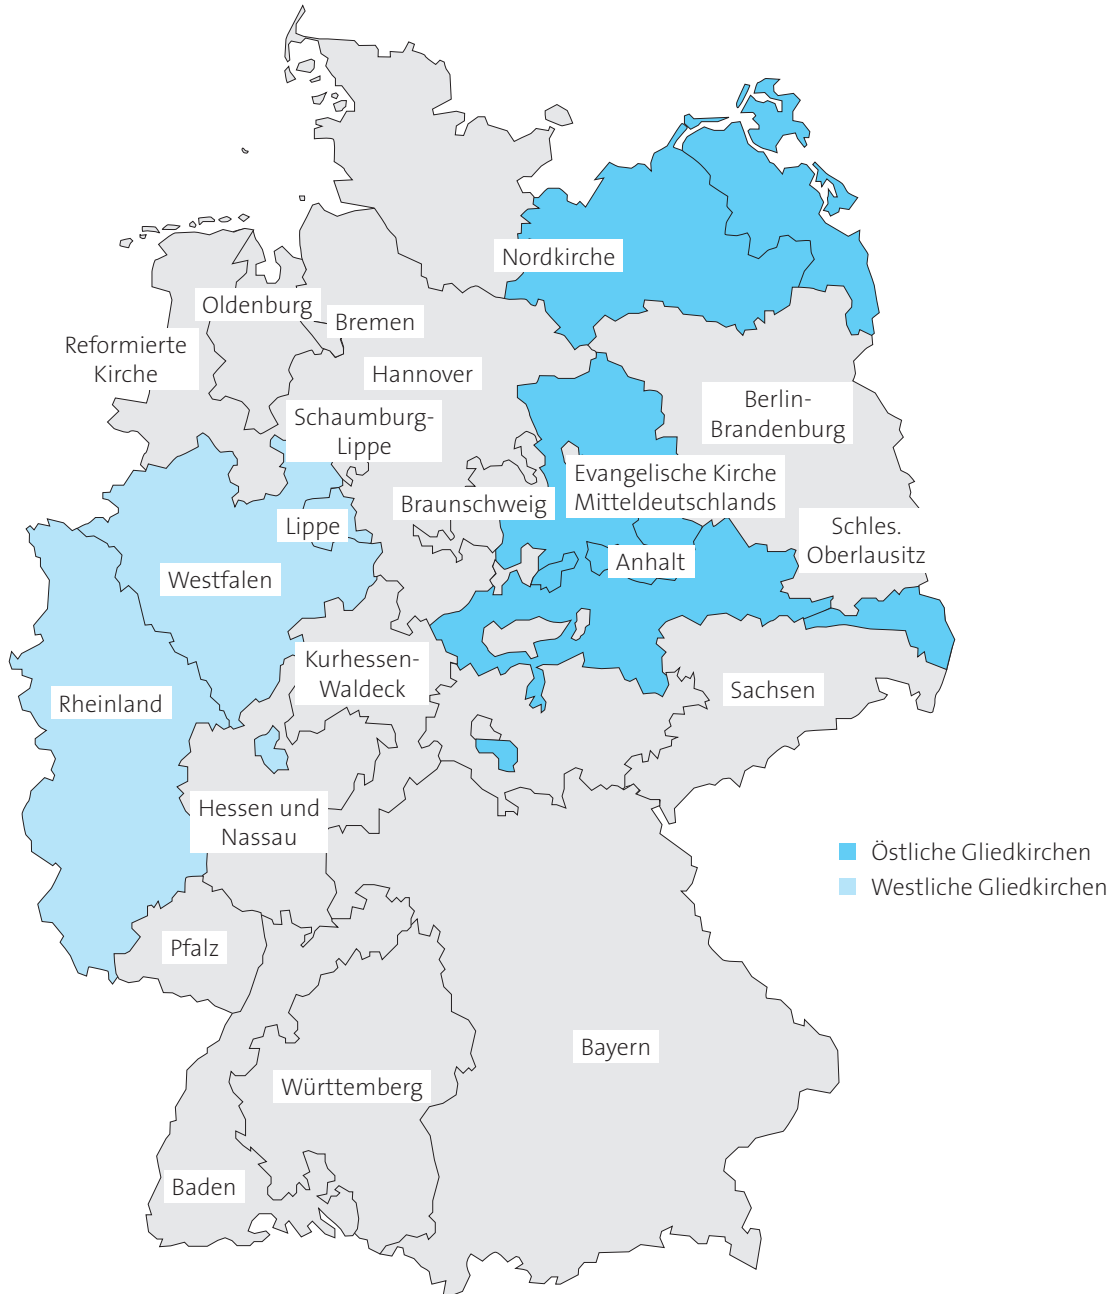 Nordkirche
Oldenburg
Bremen
Reformierte
Kirche
Hannover
Schaumburg-
Lippe
Berlin-
Brandenburg
Evangelische Kirche
Mitteldeutschlands
Braunschweig
Lippe
Schles.
Oberlausitz
Anhalt
Westfalen
Kurhessen-
Waldeck
Rheinland
Sachsen
Hessen und
Nassau
Östliche Gliedkirchen
Westliche Gliedkirchen
Pfalz
Bayern
Württemberg
Baden